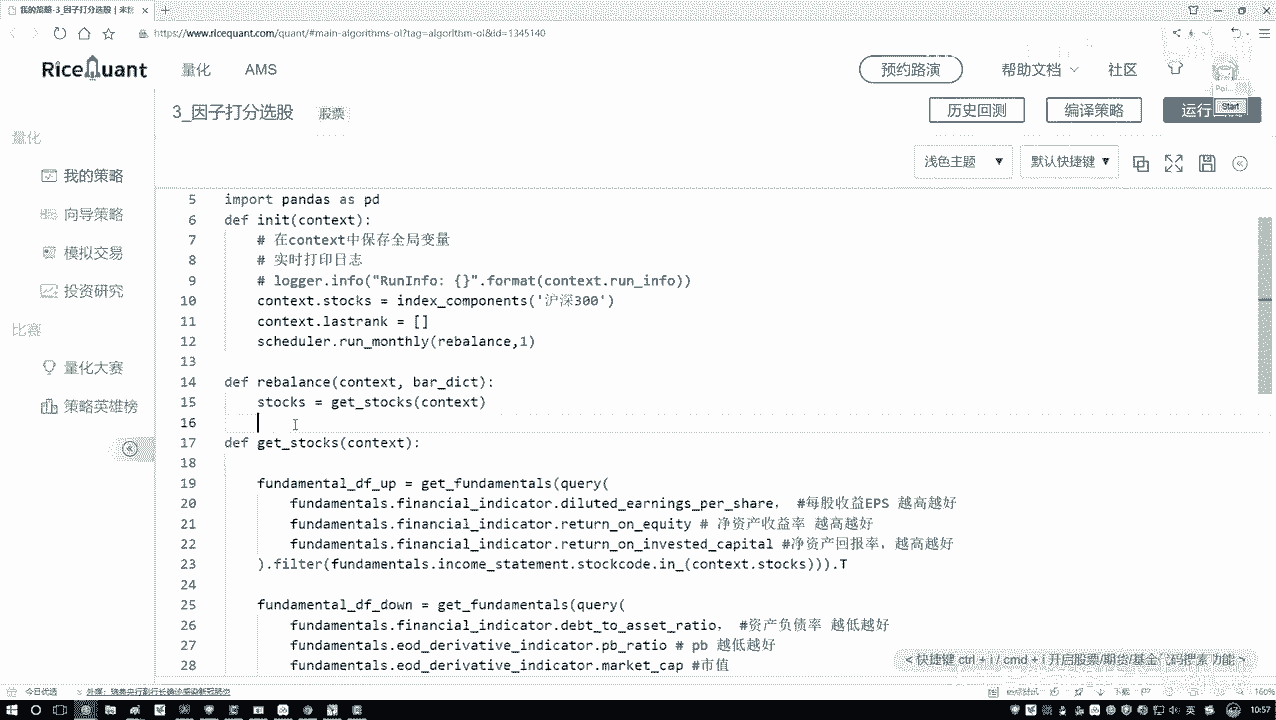 我的策略-3_因子打分选股 |
https://www.ricequant.com/quant/#main-algorithms-ol?tag=algorithm-ol&id=1345140
RiceQuant 量化 AMS 预约路演 帮助文档 社区
3_因子打分选股 股票 历史回测 编译策略 运行
Start
浅色主题 默认快捷键
量化
我的策略
向导策略
模拟交易
投资研究
比赛
量化大赛
策略英雄榜
5 import pandas as pd
6 def init(context):
7 # 在context中保存全局变量
8 # 实时打印日志
9 # logger.info("RunInfo: {}".format(context.run_info))
10 context.stocks = index_components('沪深300')
11 context.lastrank = []
12 scheduler.run_monthly(rebalance,1)
13
14 def rebalance(context, bar_dict):
15 stocks = get_stocks(context)
16
17 def get_stocks(context):
18
19 fundamental_df_up = get_fundamentals(query(
20 fundamentals.financial_indicator.diluted_earnings_per_share, #每股收益EPS 越高越好
21 fundamentals.financial_indicator.return_on_equity # 净资产收益率 越高越好
22 fundamentals.financial_indicator.return_on_invested_capital #净资产回报率，越高越好
23 ).filter(fundamentals.income_statement.stockcode.in_(context.stocks))).T
24
25 fundamental_df_down = get_fundamentals(query(
26 fundamentals.financial_indicator.debt_to_asset_ratio, #资产负债率 越低越好
27 fundamentals.eod_derivative_indicator.pb_ratio # pb 越低越好
28 fundamentals.eod_derivative_indicator.market_cap #市值
< 快捷键 ctrl + i / cmd + 开启股票/期货/基金 码搜索 功能 >
今日优选
下载 160%
英 10:57